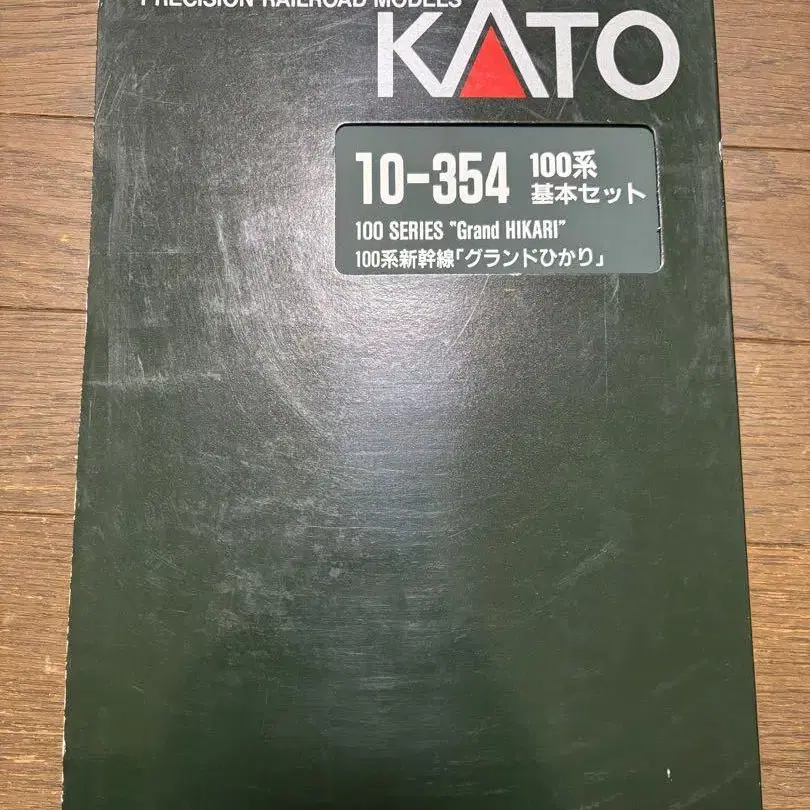 PRECISION RAILROAD MODELS
KATO
10-354 100系
基本セット
100 SERIES "Grand HIKARI"
100系新幹線「グランドひかり」